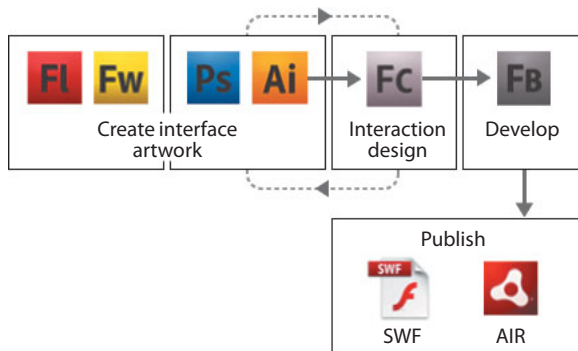 Fl Fw Ps Ai Fc FB
Create interface
artwork
Interaction
design
Develop
Publish
SWF
SWF
AIR